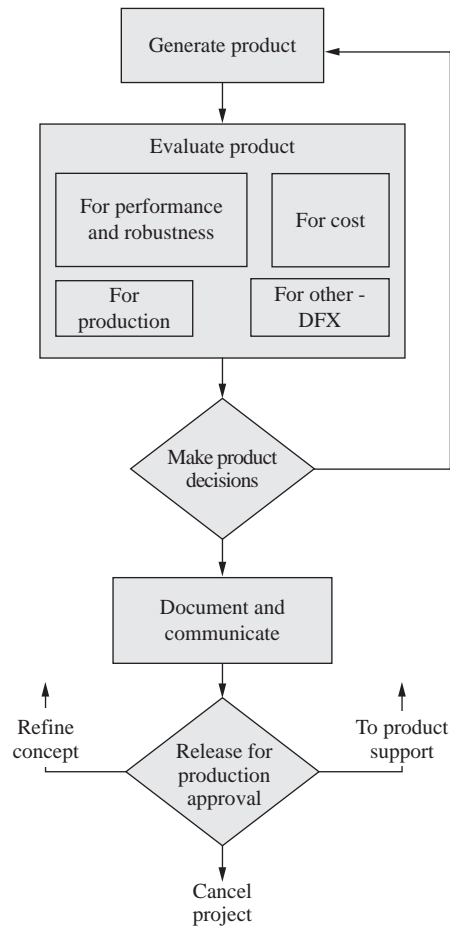 Generate product
Evaluate product
For performance
and robustness
For cost
For
production
For other -
DFX
Make product
decisions
Document and
communicate
Refine
concept
To product
support
Release for
production
approval
Cancel
project